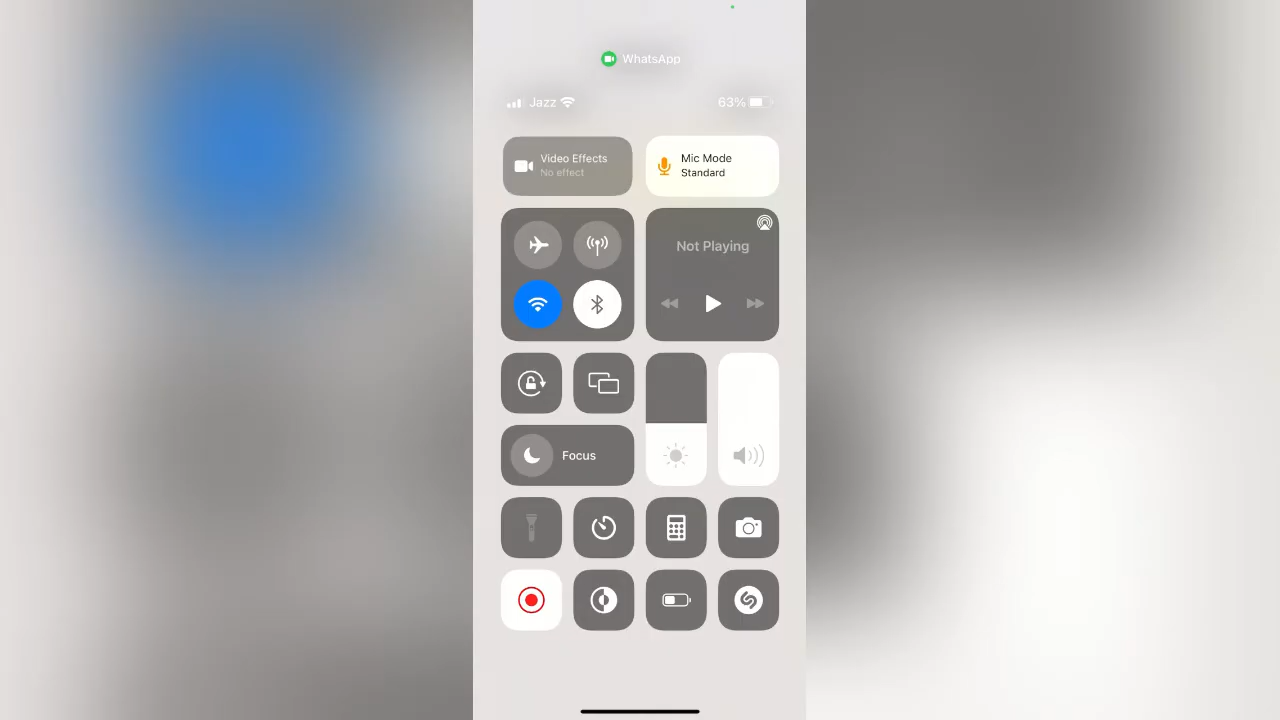 WhatsApp
Jazz 63%
Video Effects
No effect
Mic Mode
Standard
Not Playing
Focus